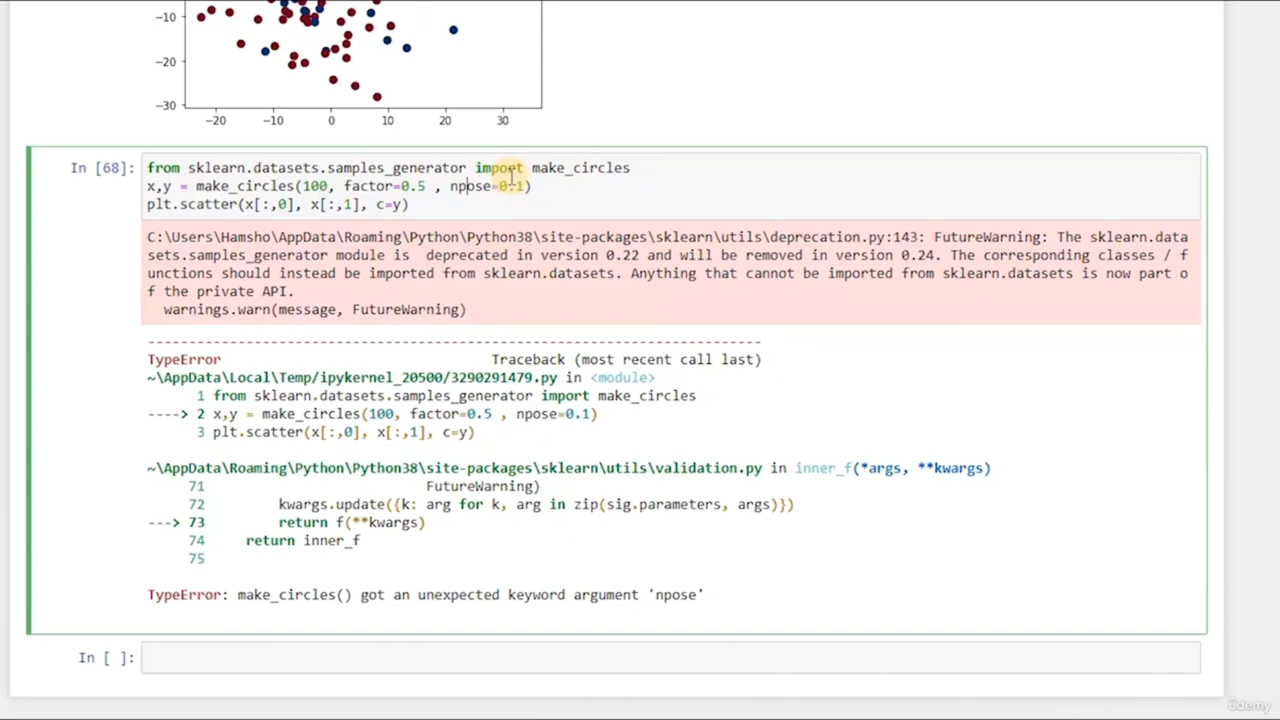 −10
−20
−30
−20 −10 0 10 20 30
In [68]: from sklearn.datasets.samples_generator import make_circles
x,y = make_circles(100, factor=0.5 , npose=0.1)
plt.scatter(x[:,0], x[:,1], c=y)
C:\Users\Hamsho\AppData\Roaming\Python\Python38\site-packages\sklearn\utils\deprecation.py:143: FutureWarning: The sklearn.data
sets.samples_generator module is  deprecated in version 0.22 and will be removed in version 0.24. The corresponding classes / f
unctions should instead be imported from sklearn.datasets. Anything that cannot be imported from sklearn.datasets is now part o
f the private API.
  warnings.warn(message, FutureWarning)
---------------------------------------------------------------------------
TypeError                                 Traceback (most recent call last)
~\AppData\Local\Temp/ipykernel_20500/3290291479.py in <module>
      1 from sklearn.datasets.samples_generator import make_circles
----> 2 x,y = make_circles(100, factor=0.5 , npose=0.1)
      3 plt.scatter(x[:,0], x[:,1], c=y)
~\AppData\Roaming\Python\Python38\site-packages\sklearn\utils\validation.py in inner_f(*args, **kwargs)
     71                           FutureWarning)
     72         kwargs.update({k: arg for k, arg in zip(sig.parameters, args)})
---> 73         return f(**kwargs)
     74     return inner_f
     75
TypeError: make_circles() got an unexpected keyword argument 'npose'
In [ ]:
ûdemy